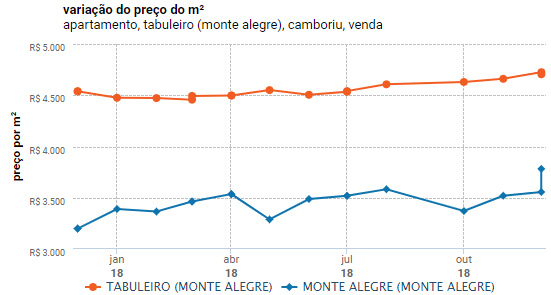 variação do preço do m²
apartamento, tabuleiro (monte alegre), camboriu, venda
R$ 5.000
R$ 4.500
R$ 4.000
R$ 3.500
R$ 3.000
preço por m²
jan
18
abr
18
jul
18
out
18
TABULEIRO (MONTE ALEGRE)
MONTE ALEGRE (MONTE ALEGRE)